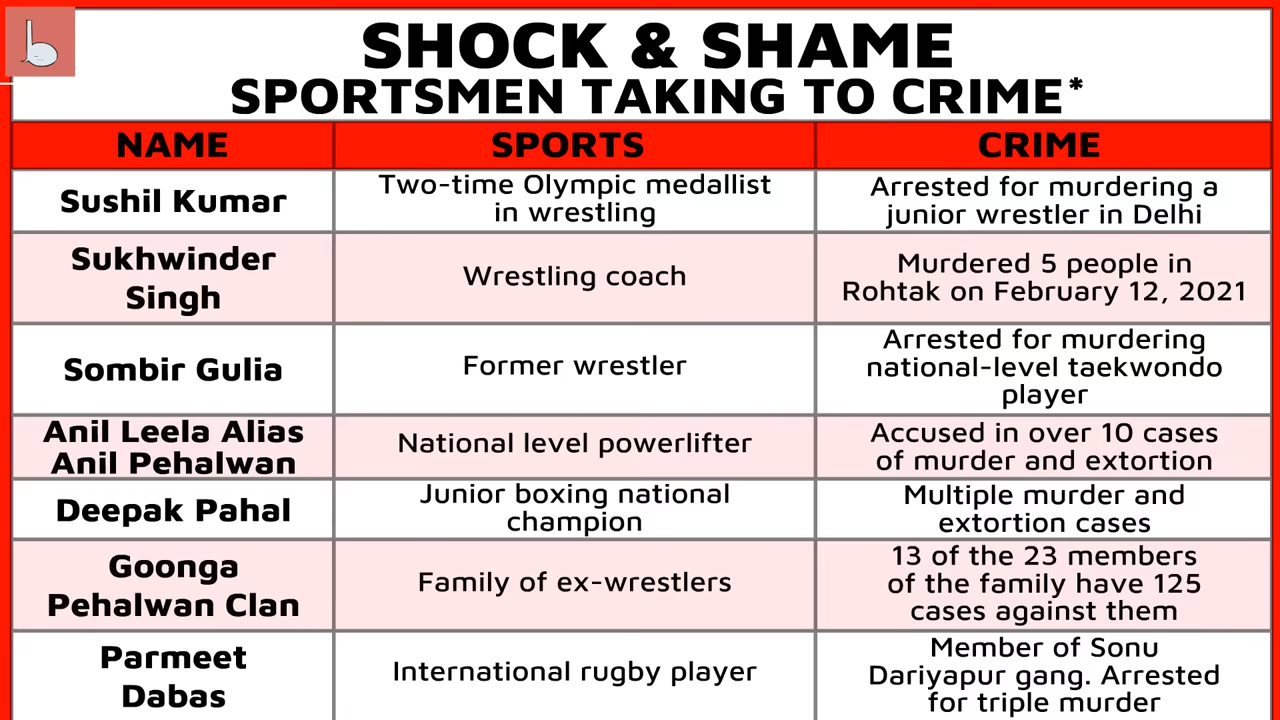 SHOCK & SHAME
SPORTSMEN TAKING TO CRIME*
NAME SPORTS CRIME
Sushil Kumar
Two-time Olympic medallist
in wrestling
Arrested for murdering a
junior wrestler in Delhi
Sukhwinder
Singh
Wrestling coach
Murdered 5 people in
Rohtak on February 12, 2021
Sombir Gulia
Former wrestler
Arrested for murdering
national-level taekwondo
player
Anil Leela Alias
Anil Pehalwan
National level powerlifter
Accused in over 10 cases
of murder and extortion
Deepak Pahal
Junior boxing national
champion
Multiple murder and
extortion cases
Goonga
Pehalwan Clan
Family of ex-wrestlers
13 of the 23 members
of the family have 125
cases against them
Parmeet
Dabas
International rugby player
Member of Sonu
Dariyapur gang. Arrested
for triple murder